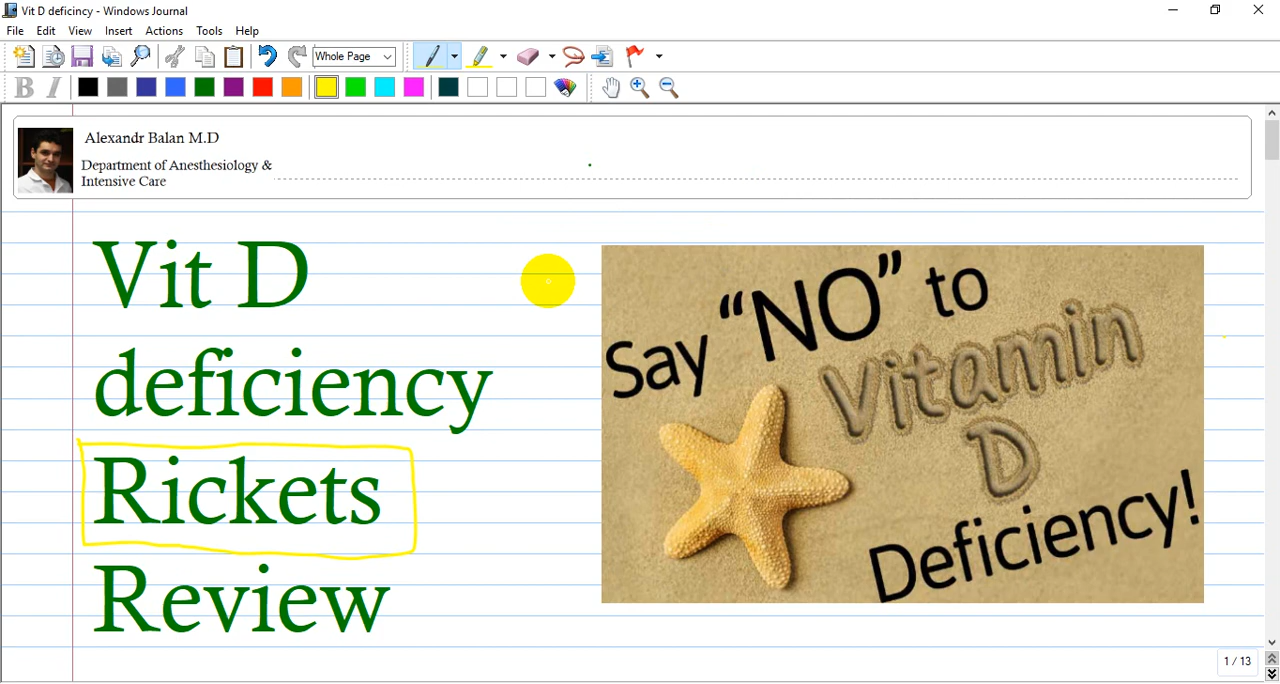 Vit D deficincy - Windows Journal
File Edit View Insert Actions Tools Help
Whole Page
B I
Alexandr Balan M.D
Department of Anesthesiology &
Intensive Care
Vit D
deficiency
Rickets
Review
Say “NO” to
Vitamin
D
Deficiency!
1 / 13